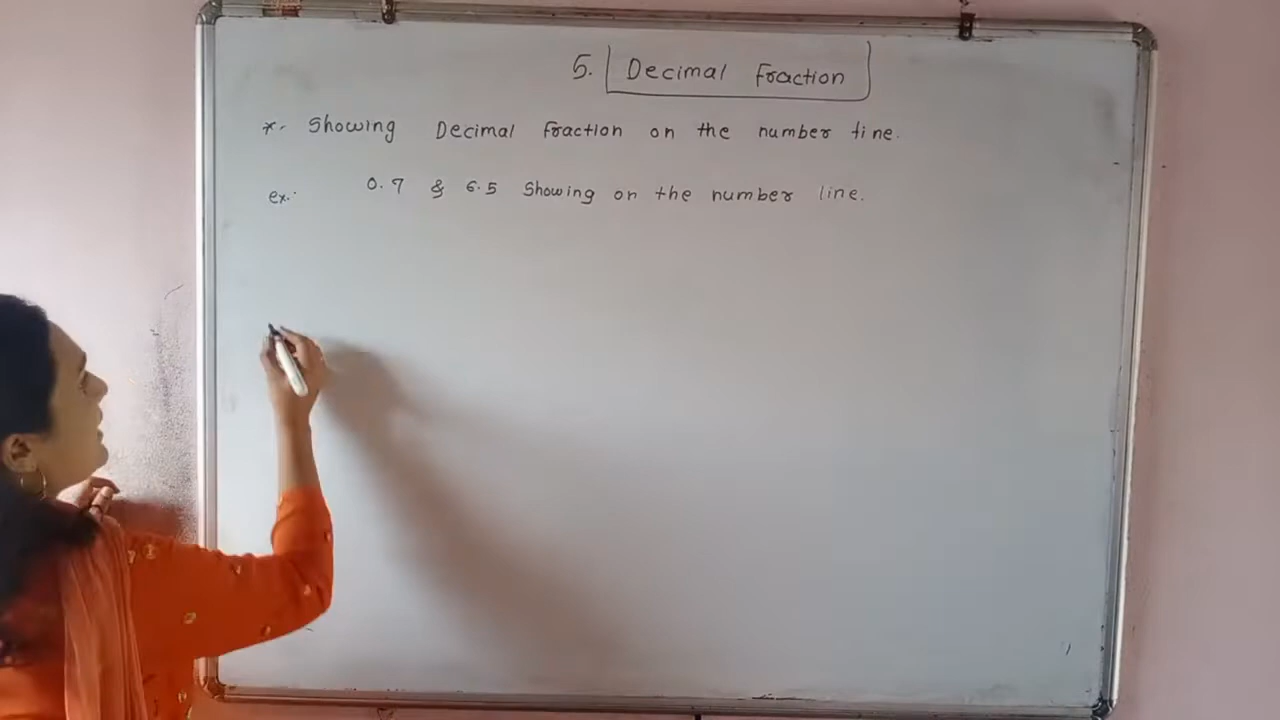 5. Decimal Fraction
*. Showing Decimal Fraction on the number line.
ex:- 0.7 & 6.5 Showing on the number line.